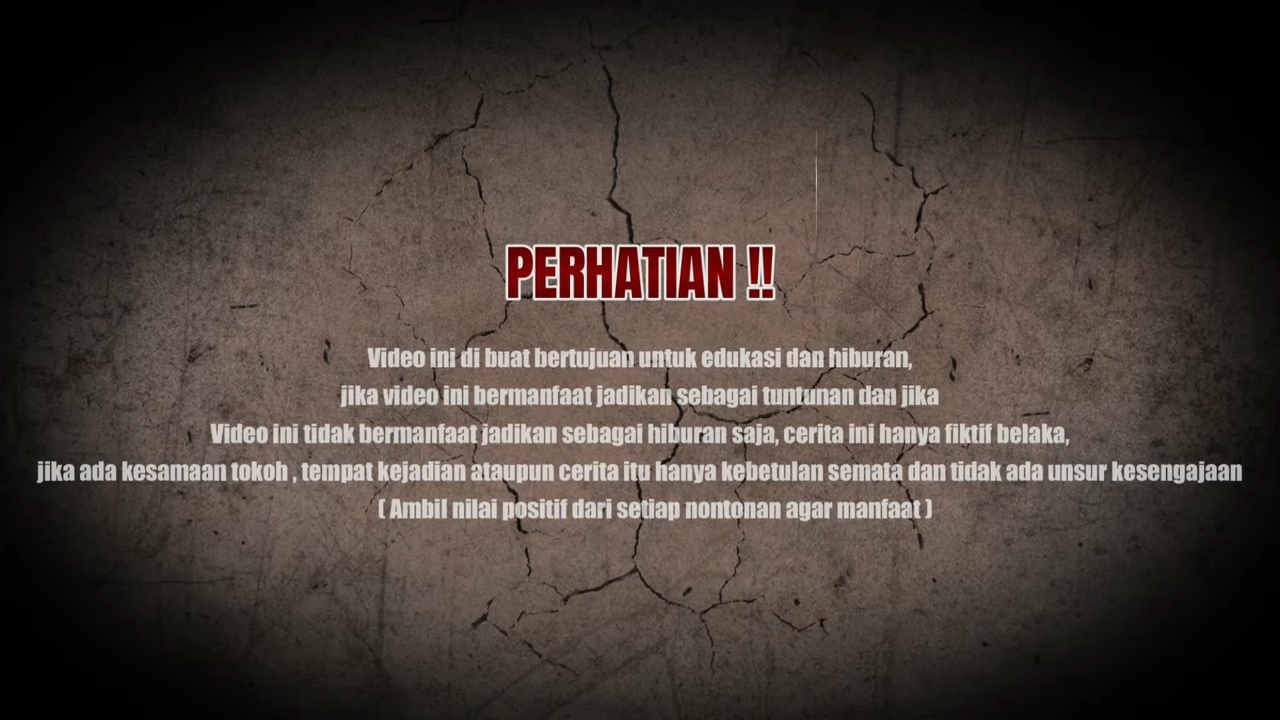 PERHATIAN !!
Video ini di buat bertujuan untuk edukasi dan hiburan,
jika video ini bermanfaat jadikan sebagai tuntunan dan jika
Video ini tidak bermanfaat jadikan sebagai hiburan saja, cerita ini hanya fiktif belaka,
jika ada kesamaan tokoh , tempat kejadian ataupun cerita itu hanya kebetulan semata dan tidak ada unsur kesengajaan
( Ambil nilai positif dari setiap nontonan agar manfaat )